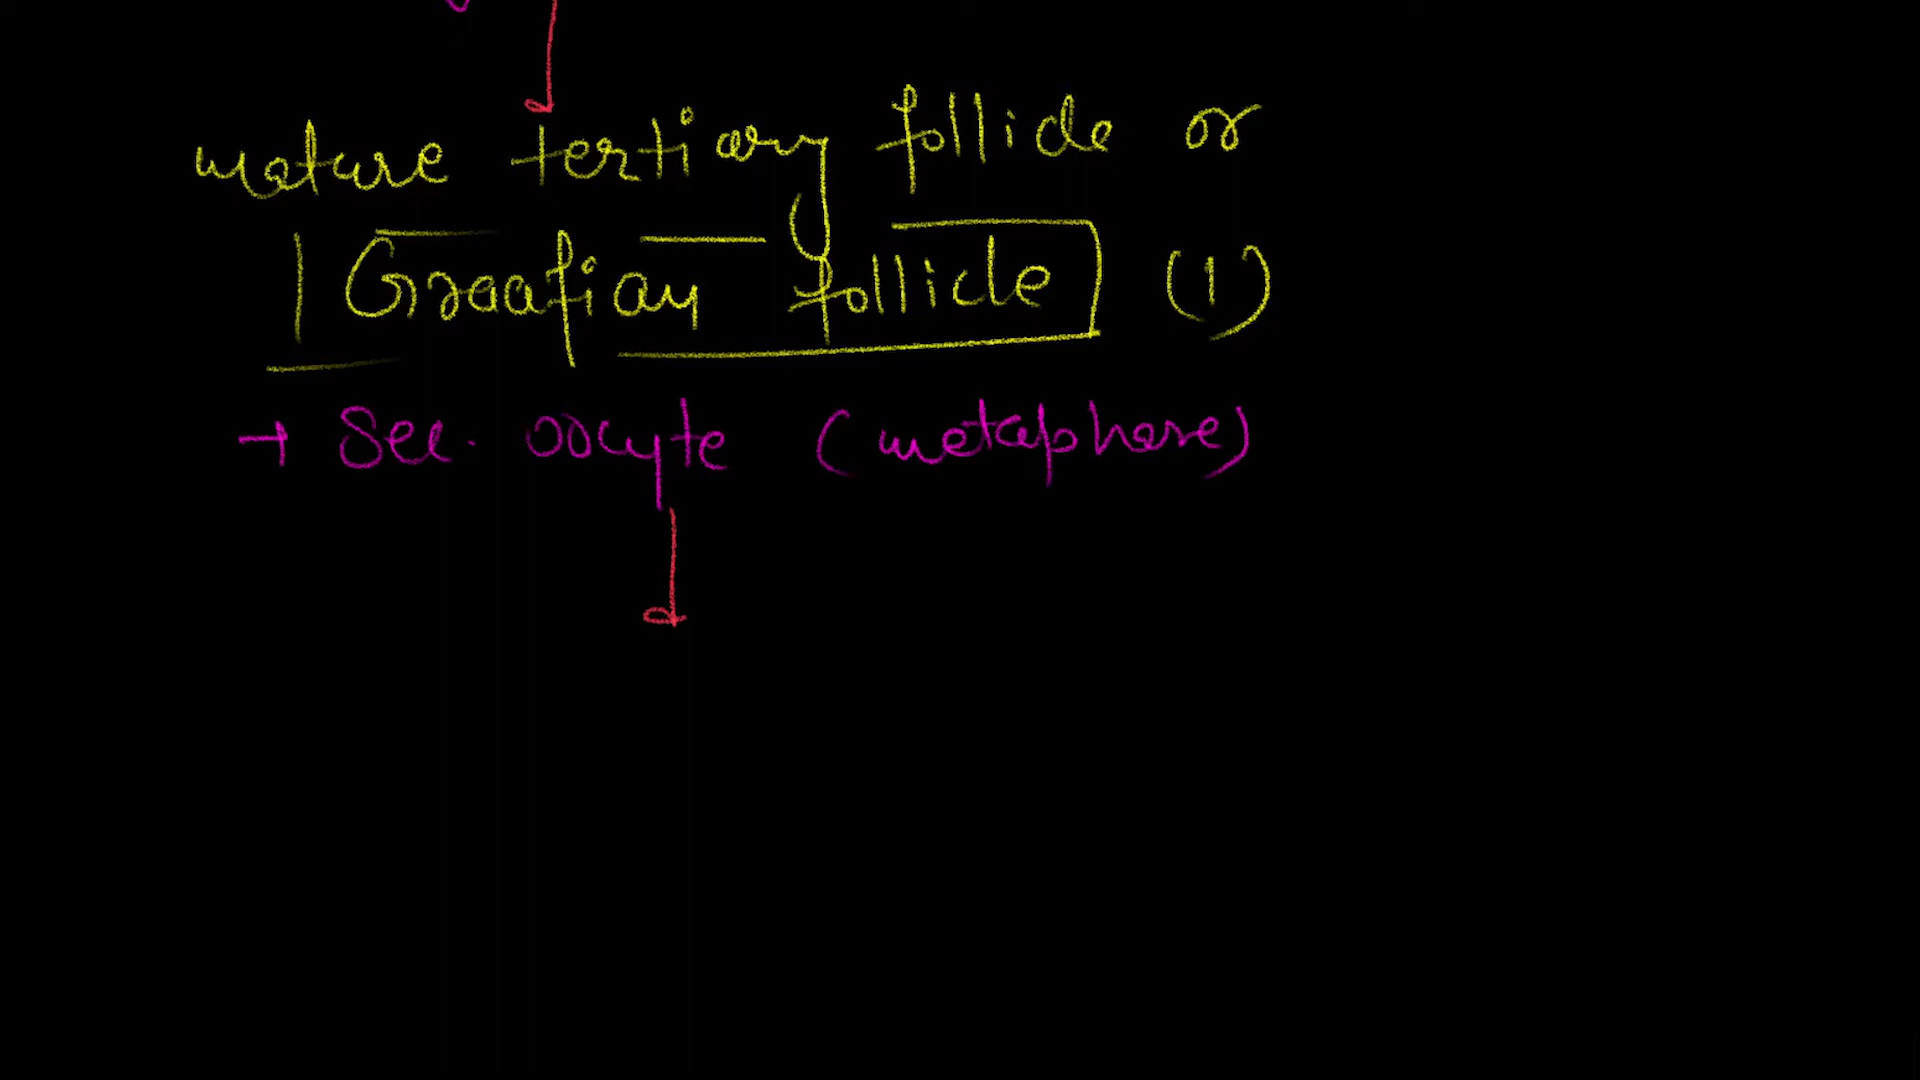 mature tertiary follicle or
Graafian follicle (1)
→ Sec. oocyte (metaphase)